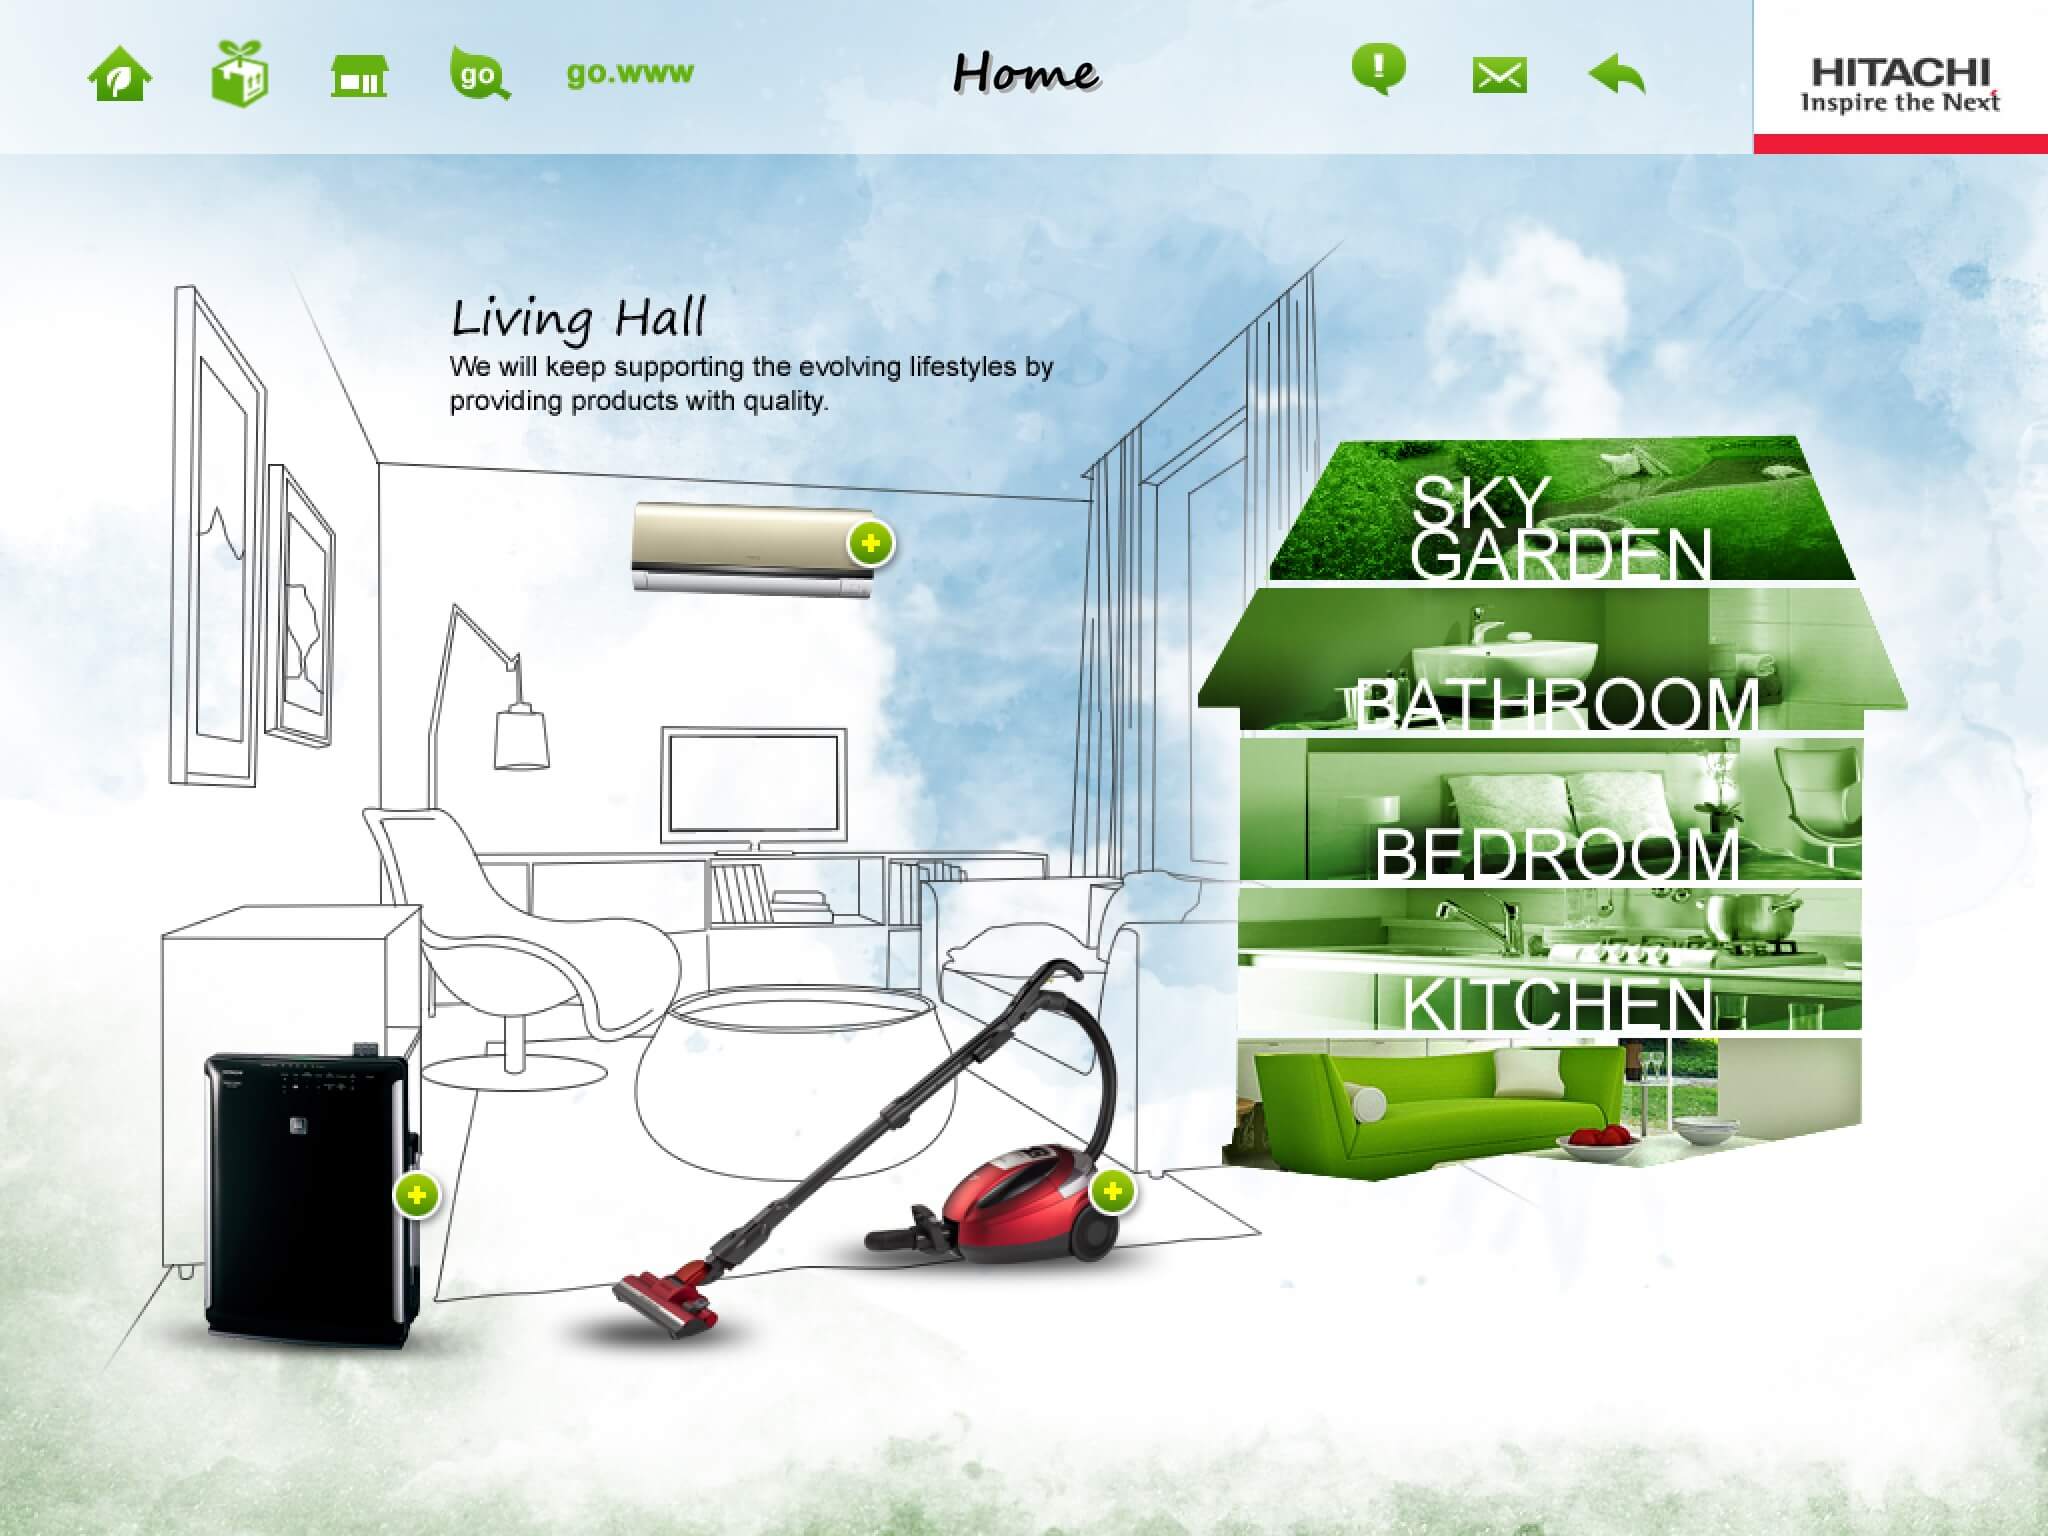 go
go.www
Home
HITACHI
Inspire the Next
Living Hall
We will keep supporting the evolving lifestyles by
providing products with quality.
SKY
GARDEN
BATHROOM
BEDROOM
KITCHEN
HITACHI